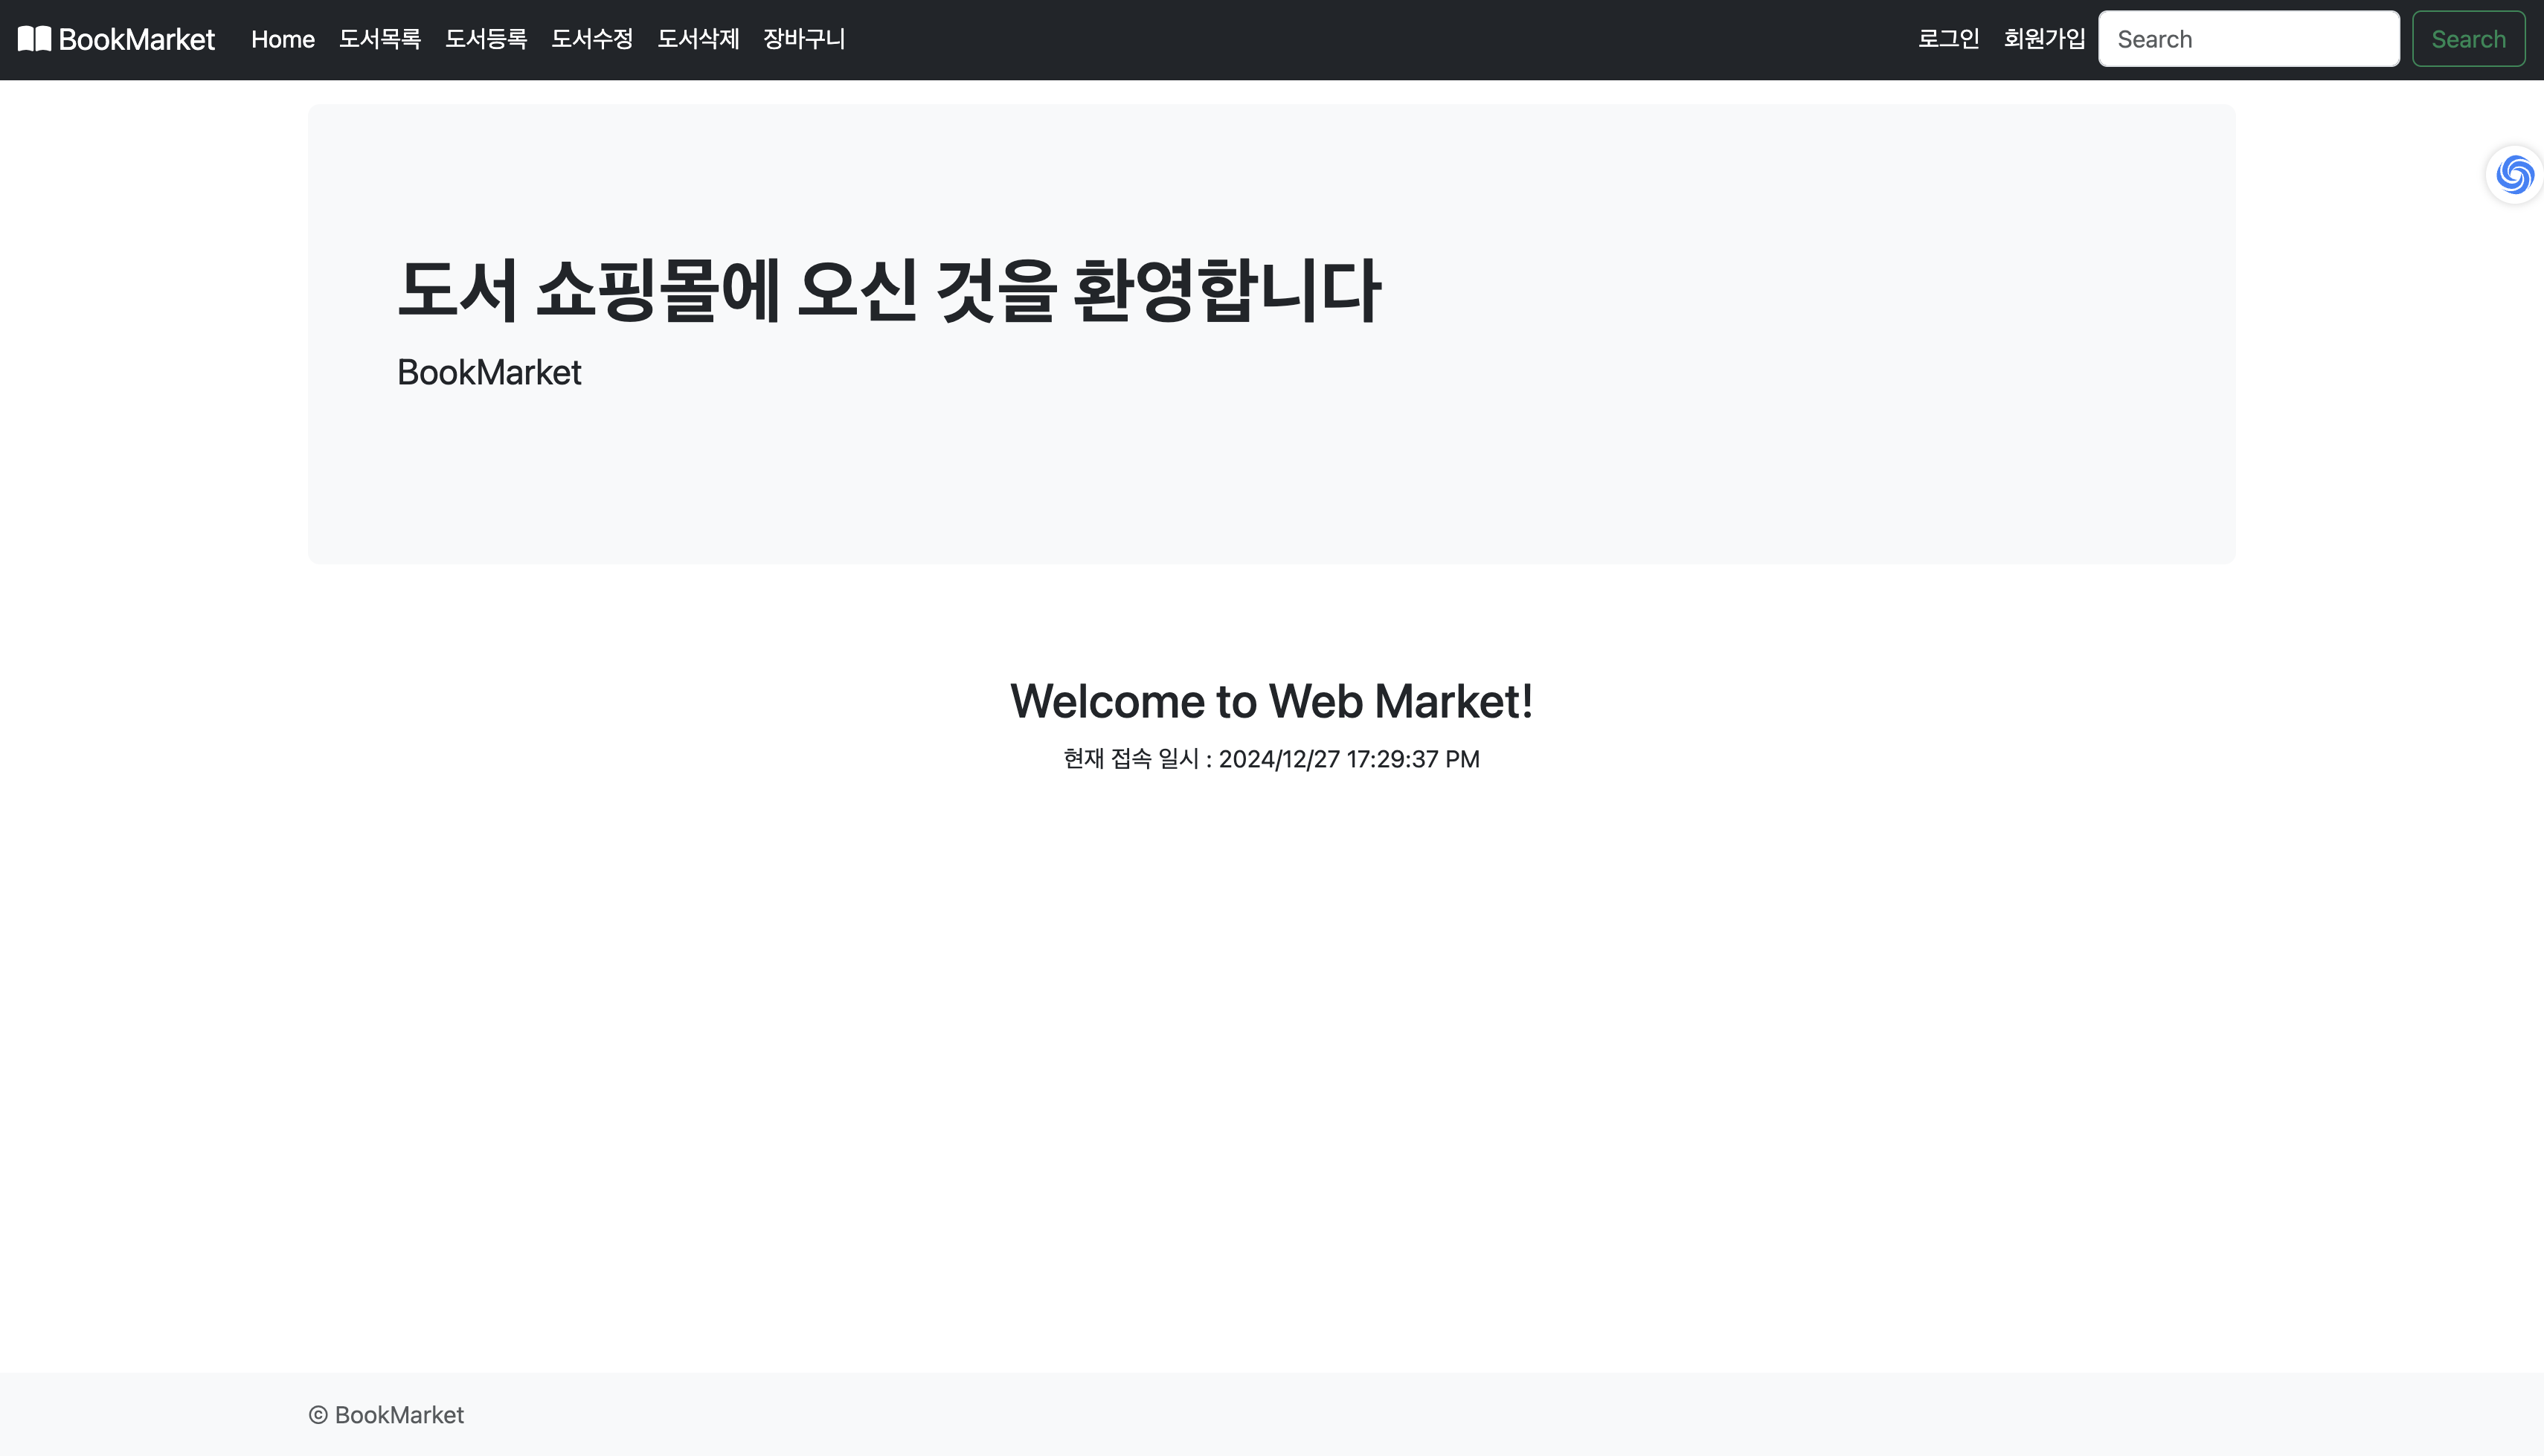 BookMarket Home 도서목록 도서등록 도서수정 도서삭제 장바구니 로그인 회원가입 Search Search
도서 쇼핑몰에 오신 것을 환영합니다
BookMarket
Welcome to Web Market!
현재 접속 일시 : 2024/12/27 17:29:37 PM
© BookMarket